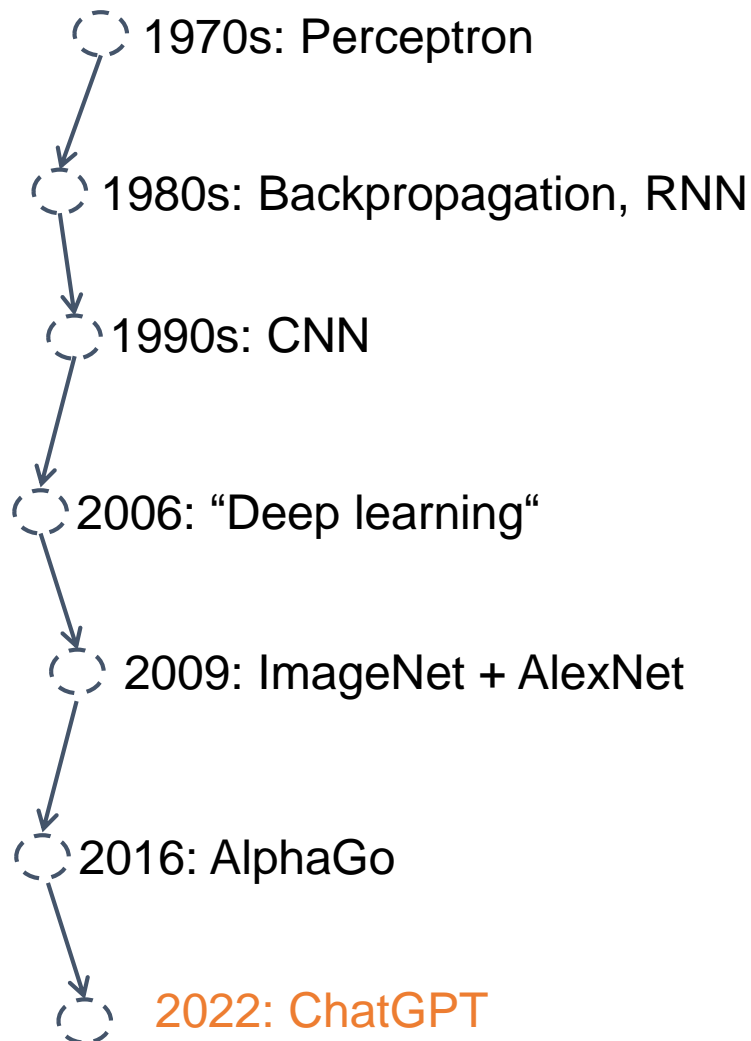 1970s: Perceptron
1980s: Backpropagation, RNN
1990s: CNN
2006: “Deep learning“
2009: ImageNet + AlexNet
2016: AlphaGo
2022: ChatGPT